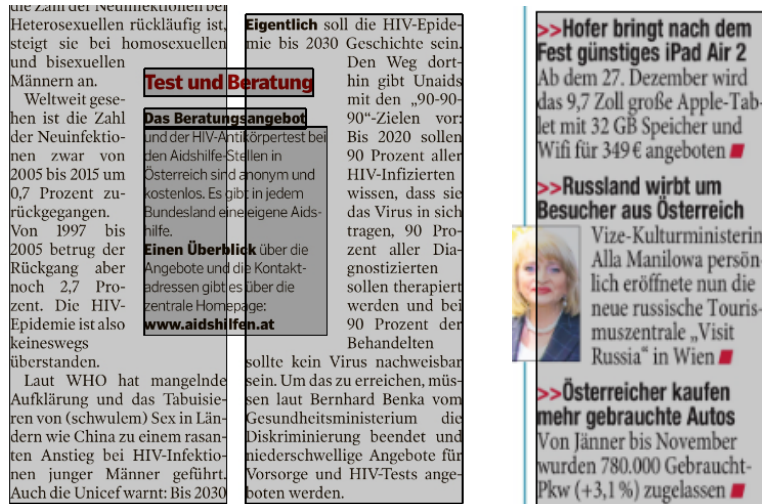 die Zahl der Neuinfektionen bei
Heterosexuellen rückläufig ist,
steigt sie bei homosexuellen
und bisexuellen
Männern an.
Weltweit gese-
hen ist die Zahl
der Neuinfektio-
nen zwar von
2005 bis 2015 um
0,7 Prozent zu-
rückgegangen.
Von 1997 bis
2005 betrug der
Rückgang aber
noch 2,7 Pro-
zent. Die HIV-
Epidemie ist also
keineswegs
überstanden.
Laut WHO hat mangelnde
Aufklärung und das Tabuisie-
ren von (schwulem) Sex in Län-
dern wie China zu einem rasan-
ten Anstieg bei HIV-Infektio-
nen junger Männer geführt.
Auch die Unicef warnt: Bis 2030
Test und Beratung
Das Beratungsangebot
und der HIV-Antikörpertest bei
den Aidshilfe-Stellen in
Österreich sind anonym und
kostenlos. Es gibt in jedem
Bundesland eine eigene Aids-
hilfe.
Einen Überblick über die
Angebote und die Kontakt-
adressen gibt es über die
zentrale Homepage:
www.aidshilfen.at
Eigentlich soll die HIV-Epide-
mie bis 2030 Geschichte sein.
Den Weg dort-
hin gibt Unaids
mit den „90-90-
90“-Zielen vor:
Bis 2020 sollen
90 Prozent aller
HIV-Infizierten
wissen, dass sie
das Virus in sich
tragen, 90 Pro-
zent aller Dia-
gnostizierten
sollen therapiert
werden und bei
90 Prozent der
Behandelten
sollte kein Virus nachweisbar
sein. Um das zu erreichen, müs-
sen laut Bernhard Benka vom
Gesundheitsministerium die
Diskriminierung beendet und
niederschwellige Angebote für
Vorsorge und HIV-Tests ange-
boten werden.
>>Hofer bringt nach dem
Fest günstiges iPad Air 2
Ab dem 27. Dezember wird
das 9,7 Zoll große Apple-Tab-
let mit 32 GB Speicher und
Wifi für 349 € angeboten
>>Russland wirbt um
Besucher aus Österreich
Vize-Kulturministerin
Alla Manilowa persön-
lich eröffnete nun die
neue russische Touris-
muszentrale „Visit
Russia“ in Wien
>>Österreicher kaufen
mehr gebrauchte Autos
Von Jänner bis November
wurden 780.000 Gebraucht-
Pkw (+3,1 %) zugelassen